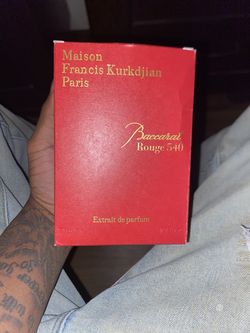 Maison
Francis Kurkdjian
Paris
Baccarat
Rouge 540
Extrait de parfum